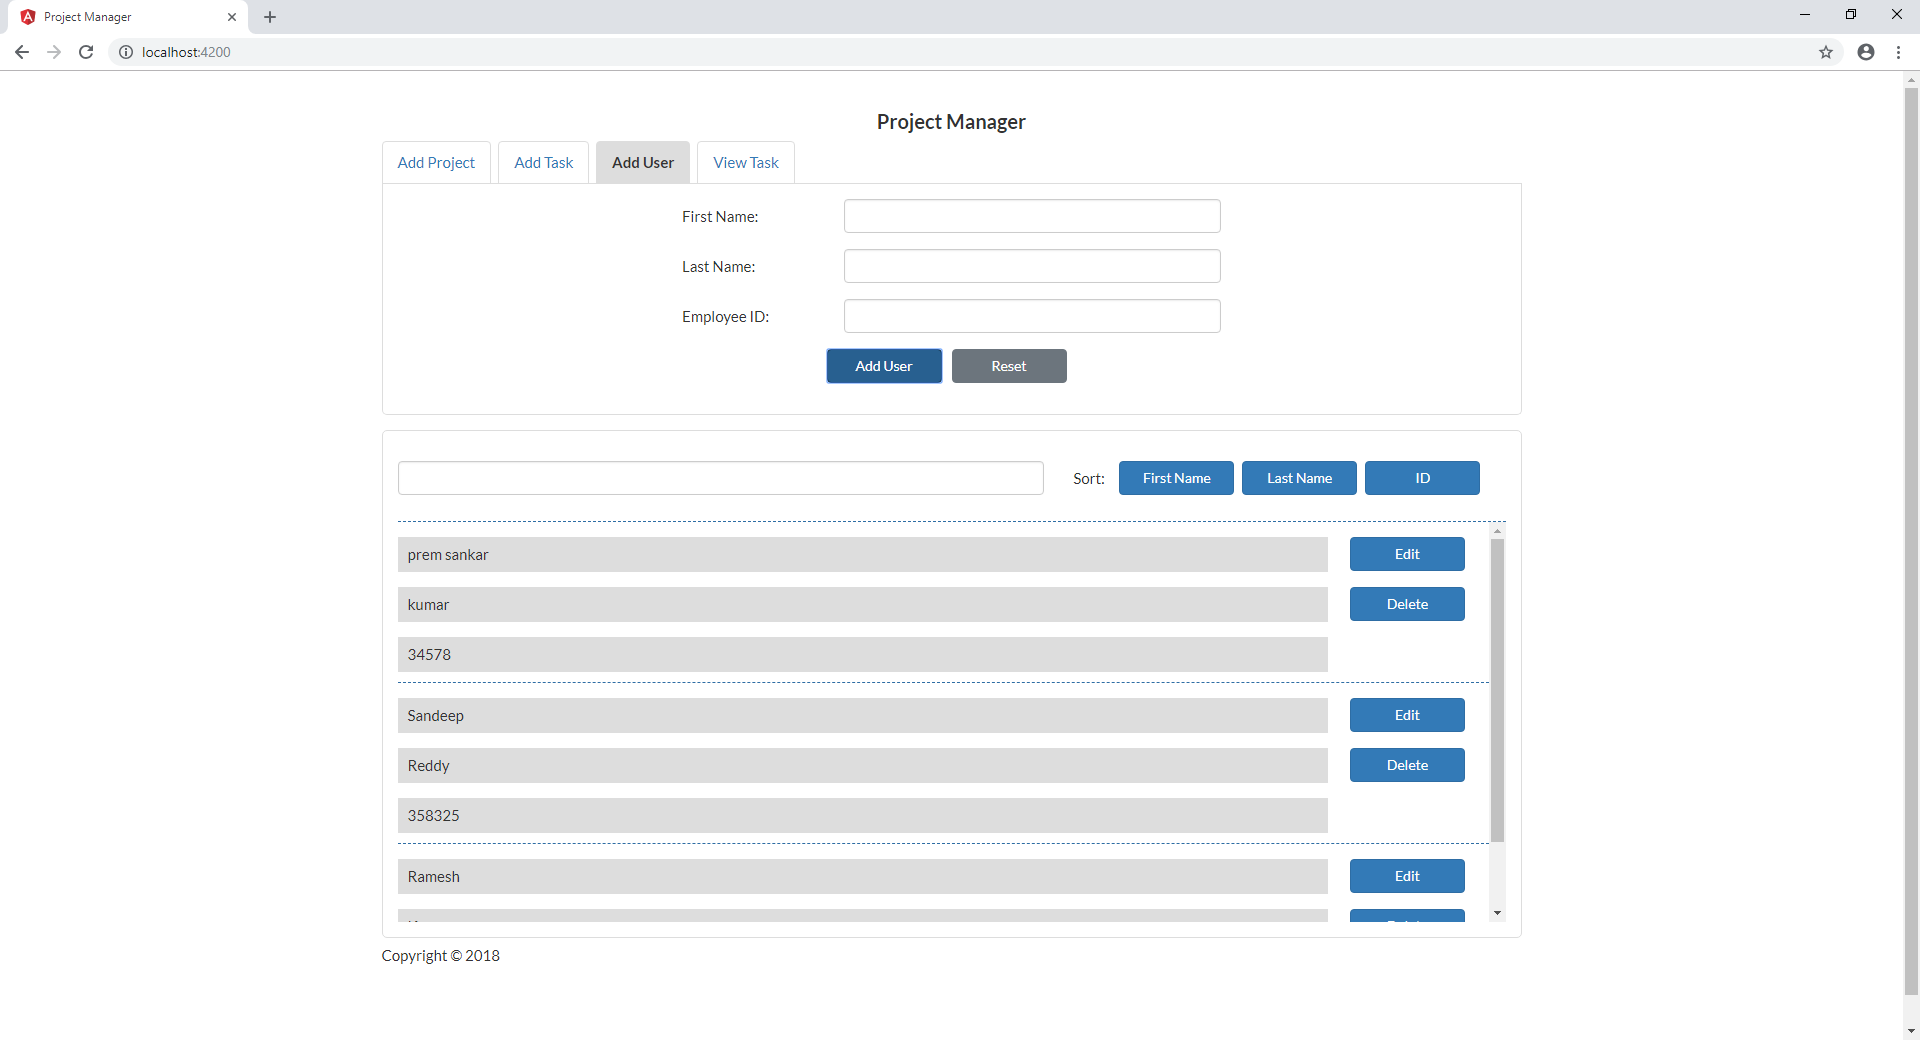 Project Manager
localhost:4200
Project Manager
Add Project Add Task Add User View Task
First Name:
Last Name:
Employee ID:
Add User Reset
Sort: First Name Last Name ID
prem sankar Edit
kumar Delete
34578
Sandeep Edit
Reddy Delete
358325
Ramesh Edit
Copyright © 2018